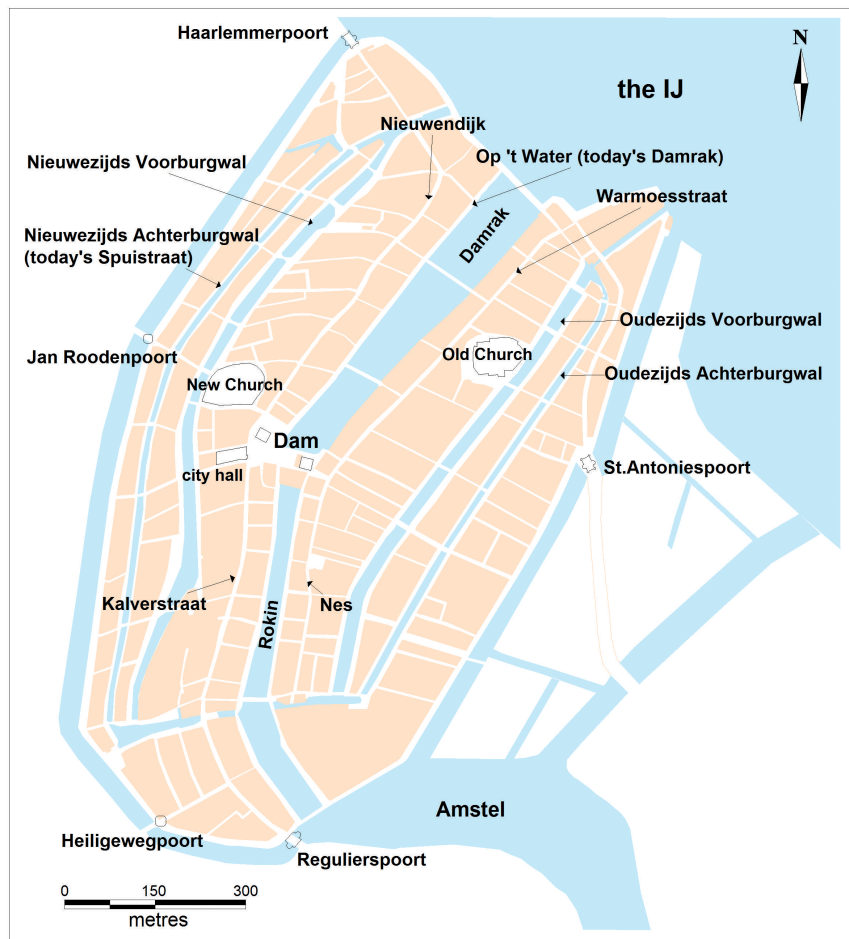 Haarlemmerpoort
N
the IJ
Nieuwendijk
Op 't Water (today's Damrak)
Nieuwezijds Voorburgwal
Warmoesstraat
Damrak
Nieuwezijds Achterburgwal
(today's Spuistraat)
Oudezijds Voorburgwal
Jan Roodenpoort
Old Church
Oudezijds Achterburgwal
New Church
Dam
city hall
St.Antoniespoort
Kalverstraat
Nes
Rokin
Amstel
Heiligewegpoort
Regulierspoort
0 150 300
metres